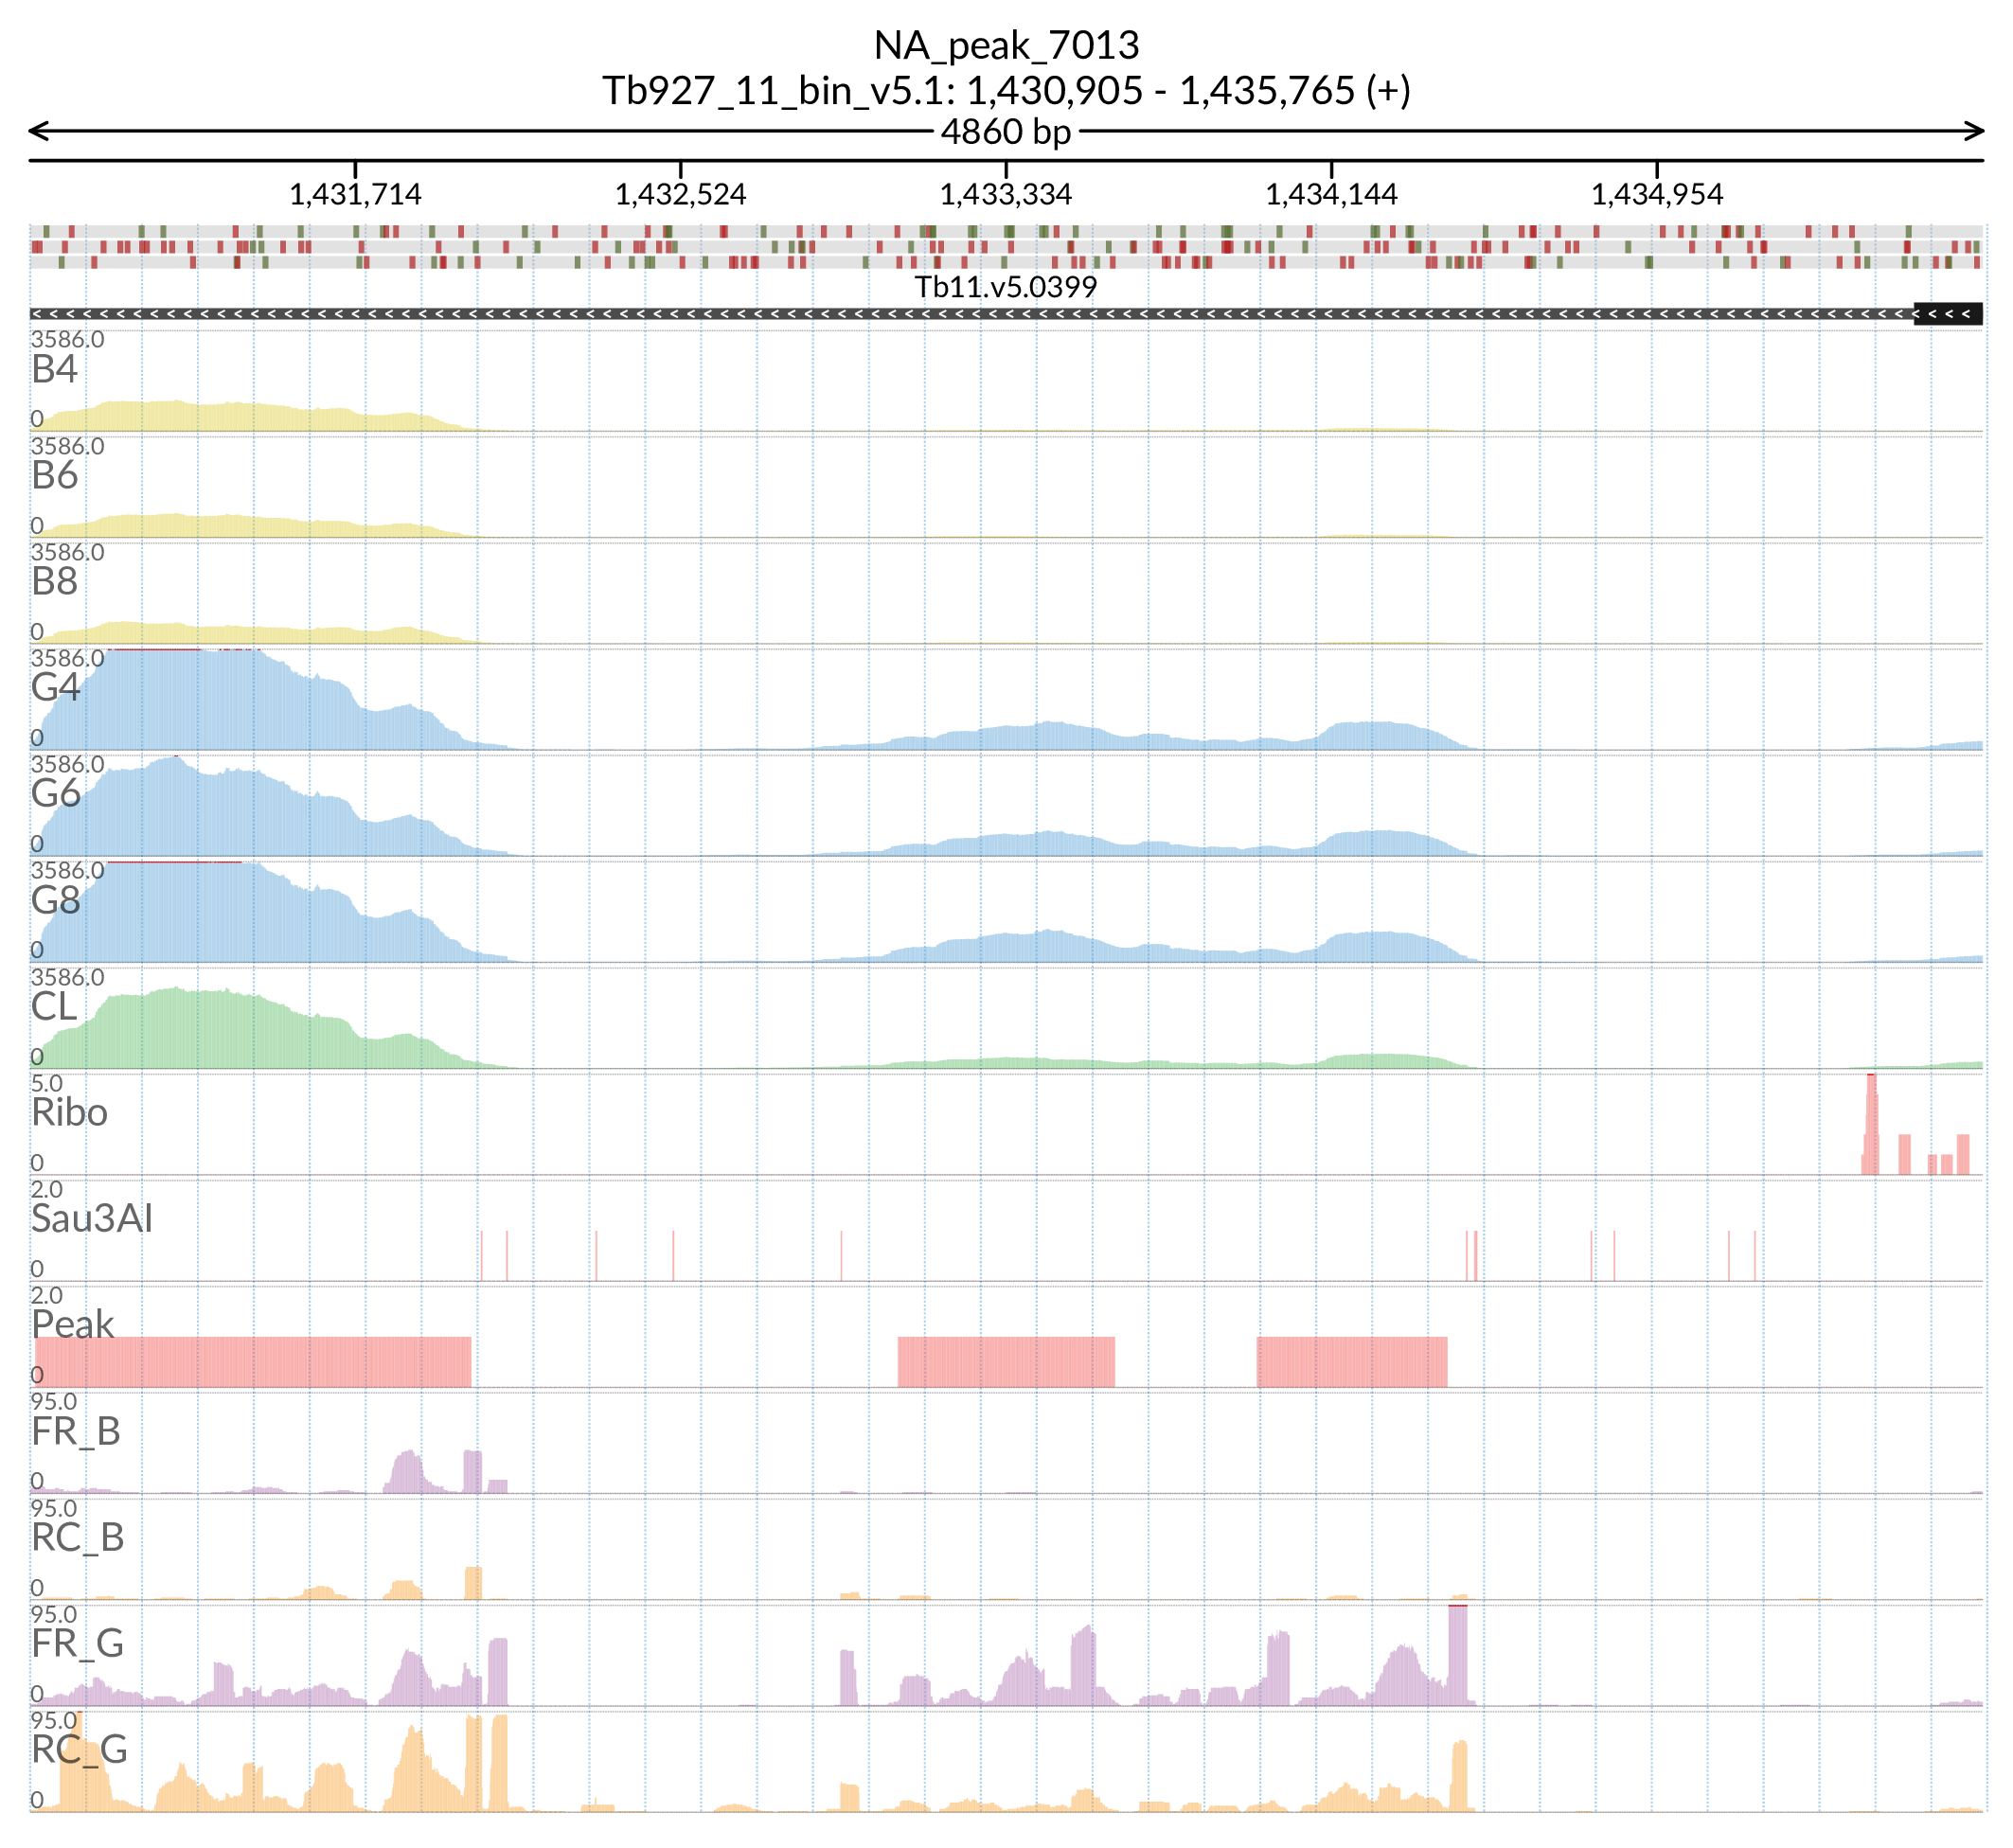 NA_peak_7013
Tb927_11_bin_v5.1: 1,430,905 - 1,435,765 (+)
4860 bp
1,431,714 1,432,524 1,433,334 1,434,144 1,434,954
Tb11.v5.0399
3586.0
B4
0
3586.0
B6
0
3586.0
B8
0
3586.0
G4
0
3586.0
G6
0
3586.0
G8
0
3586.0
CL
0
5.0
Ribo
0
2.0
Sau3AI
0
2.0
Peak
0
95.0
FR_B
0
95.0
RC_B
0
95.0
FR_G
0
95.0
RC_G
0